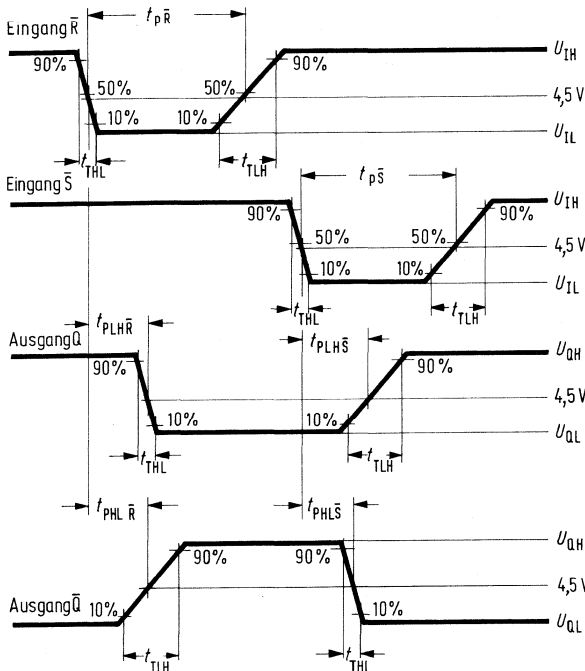 Eingang R̅ t_pR̅
90% 90% U_IH
50% 50% 4,5 V
10% 10% U_IL
t_THL t_TLH
Eingang S̅ t_pS̅
90% 90% U_IH
50% 50% 4,5 V
10% 10% U_IL
t_THL t_TLH
t_PLHR̅ t_PLHS̅
Ausgang Q
90% 90% U_QH
4,5 V
10% 10% U_QL
t_THL t_TLH
t_PHL R̅ t_PHLS̅
U_QH
90% 90%
4,5 V
Ausgang Q̅ 10% 10% U_QL
t_TLH t_THL